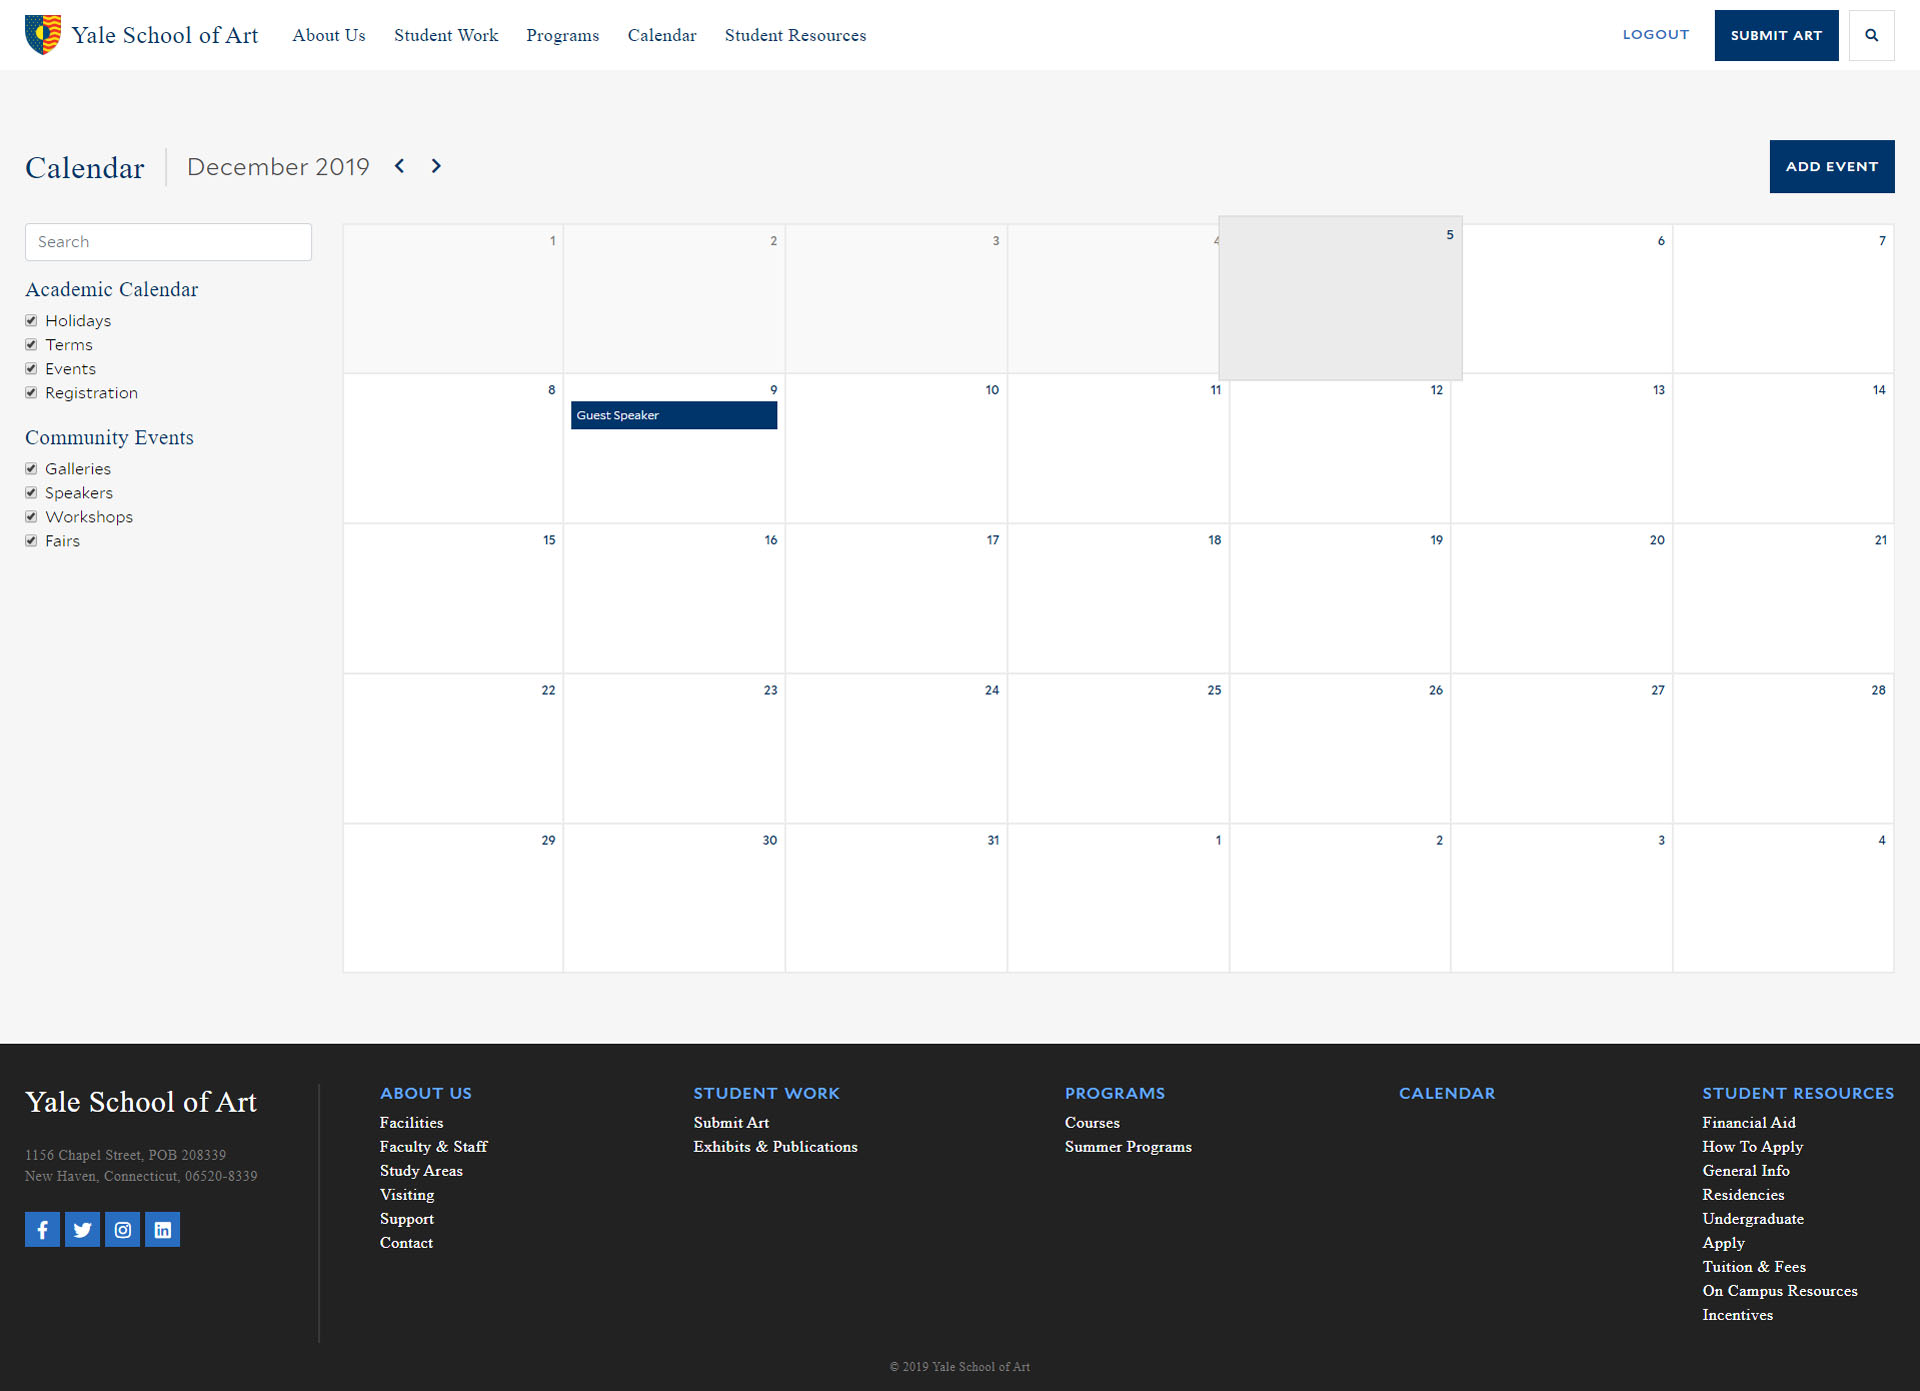 Yale School of Art
About Us
Student Work
Programs
Calendar
Student Resources
LOGOUT
SUBMIT ART
Calendar
December 2019
ADD EVENT
Search
Academic Calendar
Holidays
Terms
Events
Registration
Community Events
Galleries
Speakers
Workshops
Fairs
1 2 3 4 5 6 7
8 9 10 11 12 13 14
Guest Speaker
15 16 17 18 19 20 21
22 23 24 25 26 27 28
29 30 31 1 2 3 4
Yale School of Art
1156 Chapel Street, POB 208339
New Haven, Connecticut, 06520-8339
ABOUT US
Facilities
Faculty & Staff
Study Areas
Visiting
Support
Contact
STUDENT WORK
Submit Art
Exhibits & Publications
PROGRAMS
Courses
Summer Programs
CALENDAR
STUDENT RESOURCES
Financial Aid
How To Apply
General Info
Residencies
Undergraduate
Apply
Tuition & Fees
On Campus Resources
Incentives
© 2019 Yale School of Art